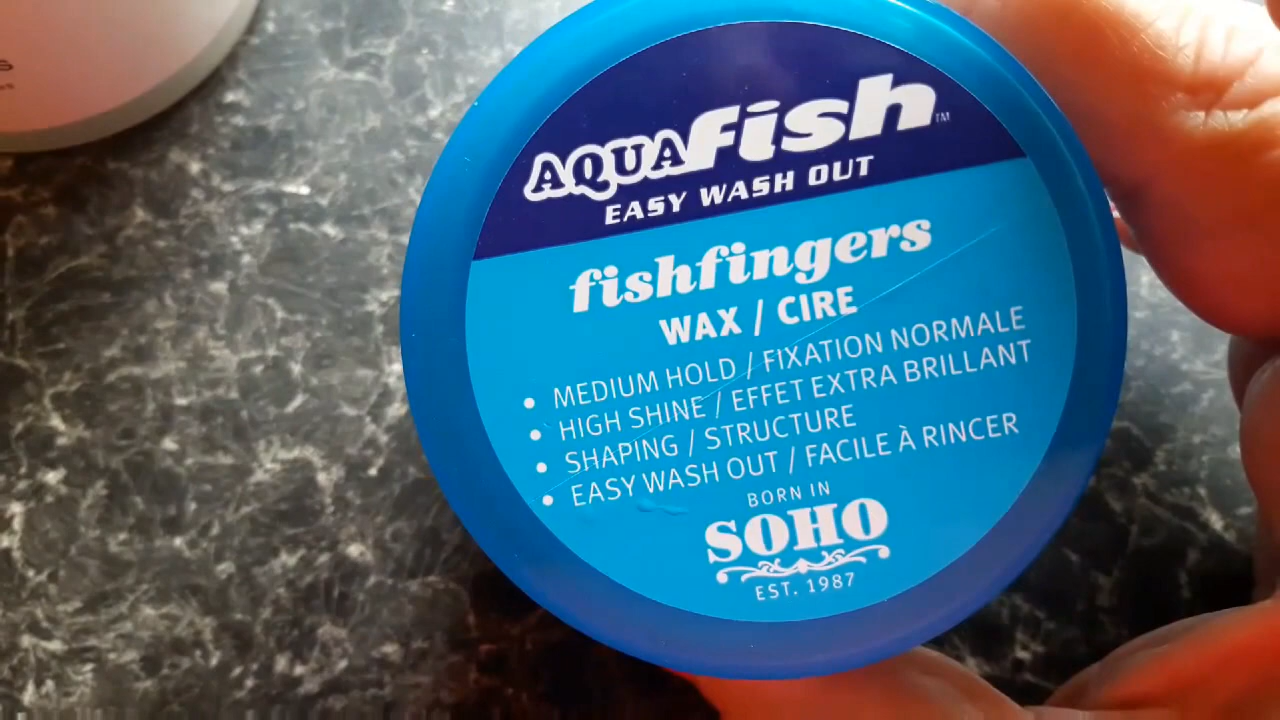 AQUAfish™
EASY WASH OUT
fishfingers
WAX / CIRE
• MEDIUM HOLD / FIXATION NORMALE
• HIGH SHINE / EFFET EXTRA BRILLANT
• SHAPING / STRUCTURE
• EASY WASH OUT / FACILE À RINCER
BORN IN
SOHO
EST. 1987